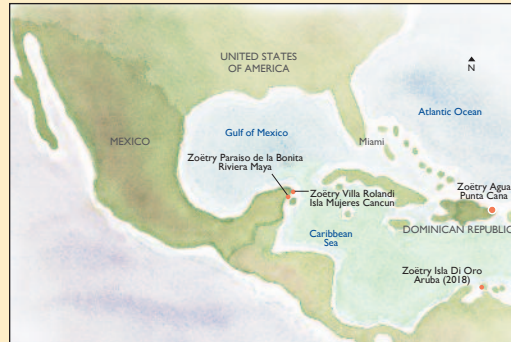 UNITED STATES
OF AMERICA
N
Atlantic Ocean
Gulf of Mexico
MEXICO
Miami
Zoëtry Paraiso de la Bonita
Riviera Maya
Zoëtry Villa Rolandi
Isla Mujeres Cancun
Zoëtry Agua
Punta Cana
DOMINICAN REPUBLIC
Caribbean
Sea
Zoëtry Isla Di Oro
Aruba (2018)